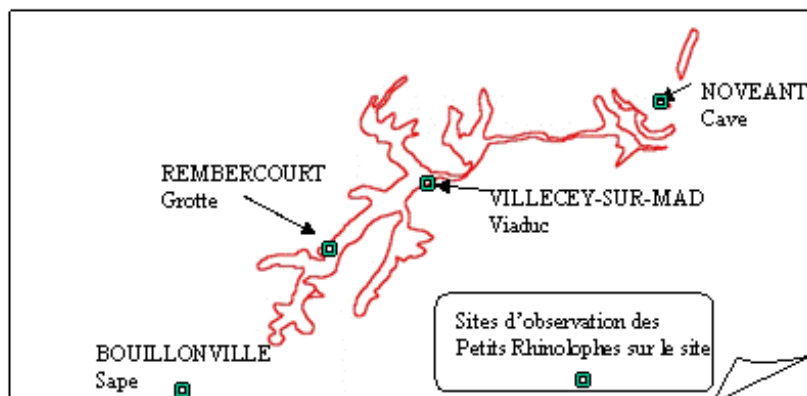 NOVEANT
Cave
REMBERCOURT
Grotte
VILLECEY-SUR-MAD
Viaduc
Sites d'observation des
Petits Rhinolophes sur le site
BOUILLONVILLE
Sape